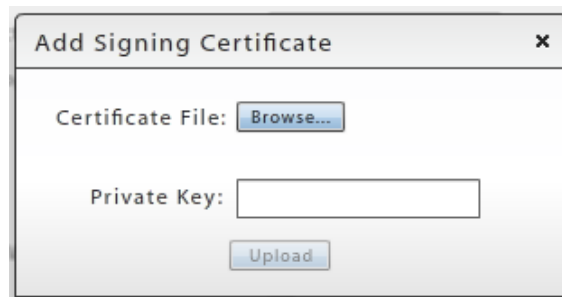 Add Signing Certificate
Certificate File: Browse...
Private Key:
Upload